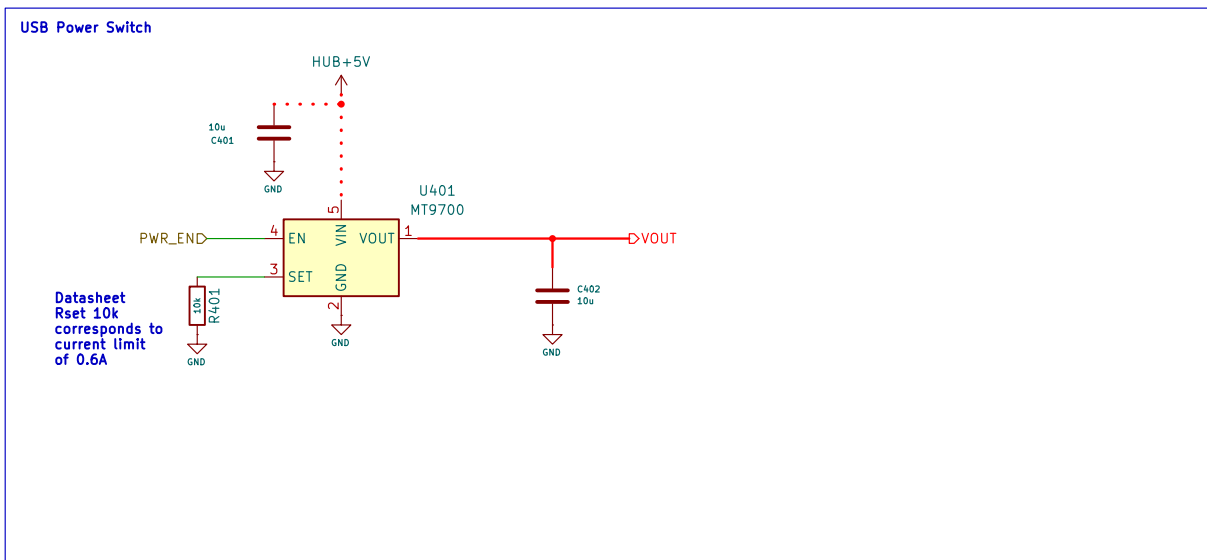 USB Power Switch
HUB+5V
10u
C401
GND
U401
MT9700
5
PWR_EN
4
EN
VIN
VOUT
1
VOUT
3
SET
GND
2
C402
10u
10k
R401
Datasheet
Rset 10k
corresponds to
current limit
of 0.6A
GND
GND
GND